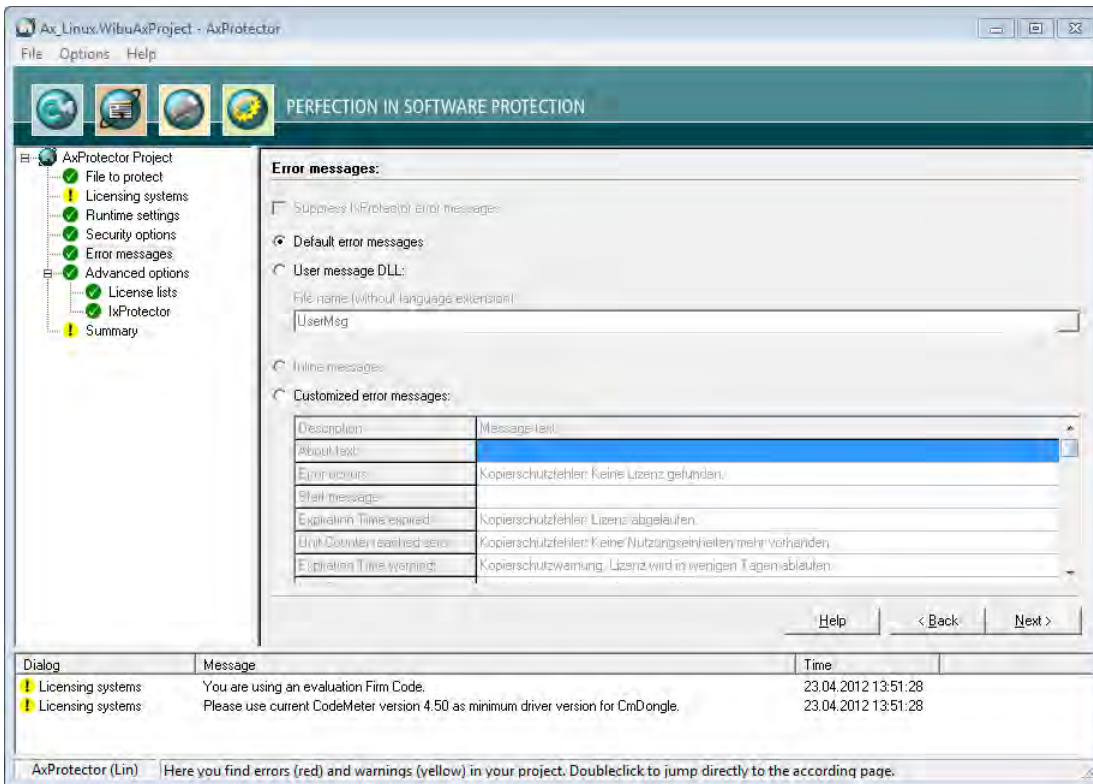 Ax_Linux.WibuAxProject - AxProtector
File Options Help
PERFECTION IN SOFTWARE PROTECTION
AxProtector Project
File to protect
Licensing systems
Runtime settings
Security options
Error messages
Advanced options
License lists
IxProtector
Summary
Error messages:
Suppress IxProtector error messages
Default error messages
User message DLL:
File name (without language extension)
UserMsg
Inline messages
Customized error messages:
Description Message text
About text:
Error occurs: Kopierschutzfehler: Keine Lizenz gefunden.
Start message:
Expiration Time expired: Kopierschutzfehler: Lizenz abgelaufen.
Unit Counter reached zero: Kopierschutzfehler: Keine Nutzungseinheiten mehr vorhanden.
Expiration Time warning: Kopierschutzwarnung: Lizenz wird in wenigen Tagen ablaufen.
Help < Back Next >
Dialog Message Time
Licensing systems You are using an evaluation Firm Code. 23.04.2012 13:51:28
Licensing systems Please use current CodeMeter version 4.50 as minimum driver version for CmDongle. 23.04.2012 13:51:28
AxProtector (Lin) Here you find errors (red) and warnings (yellow) in your project. Doubleclick to jump directly to the according page.